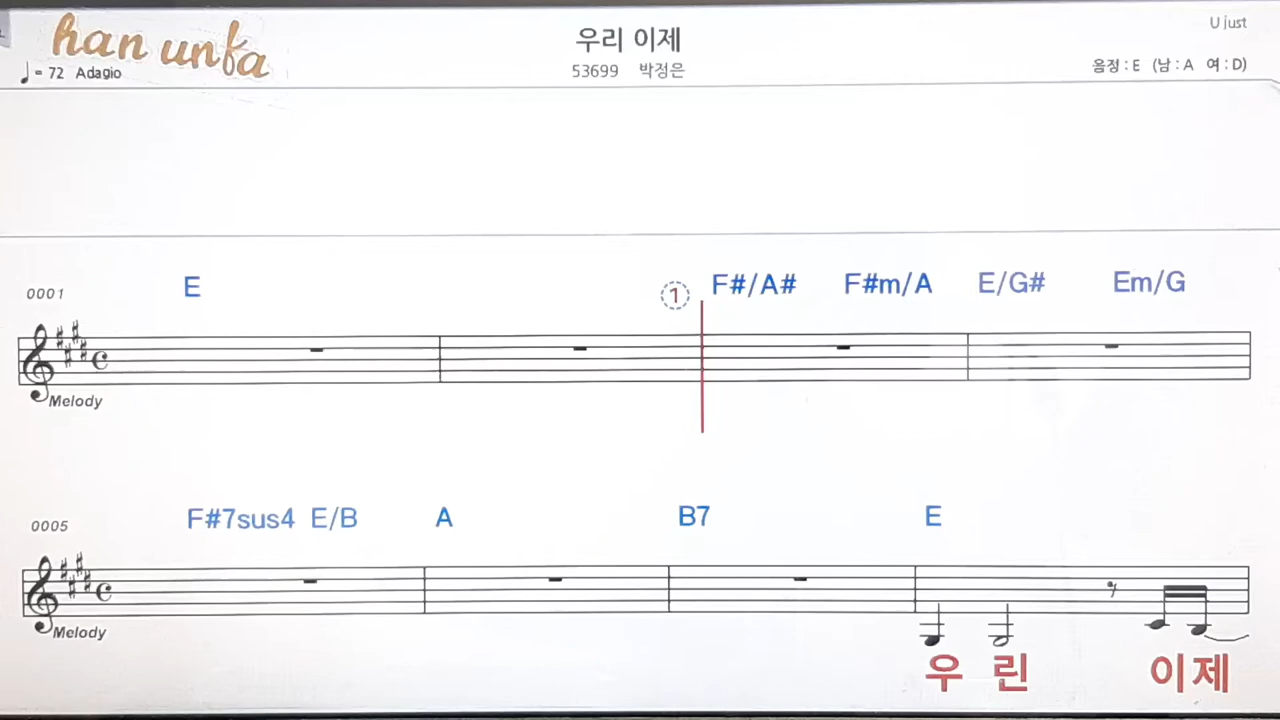 han unfa
우리 이제
U just
♩ = 72 Adagio
53699 박정은
음정 : E (남 : A 여 : D)
0001
E
1
F#/A# F#m/A E/G# Em/G
Melody
0005
F#7sus4 E/B A B7 E
Melody
우 린 이제